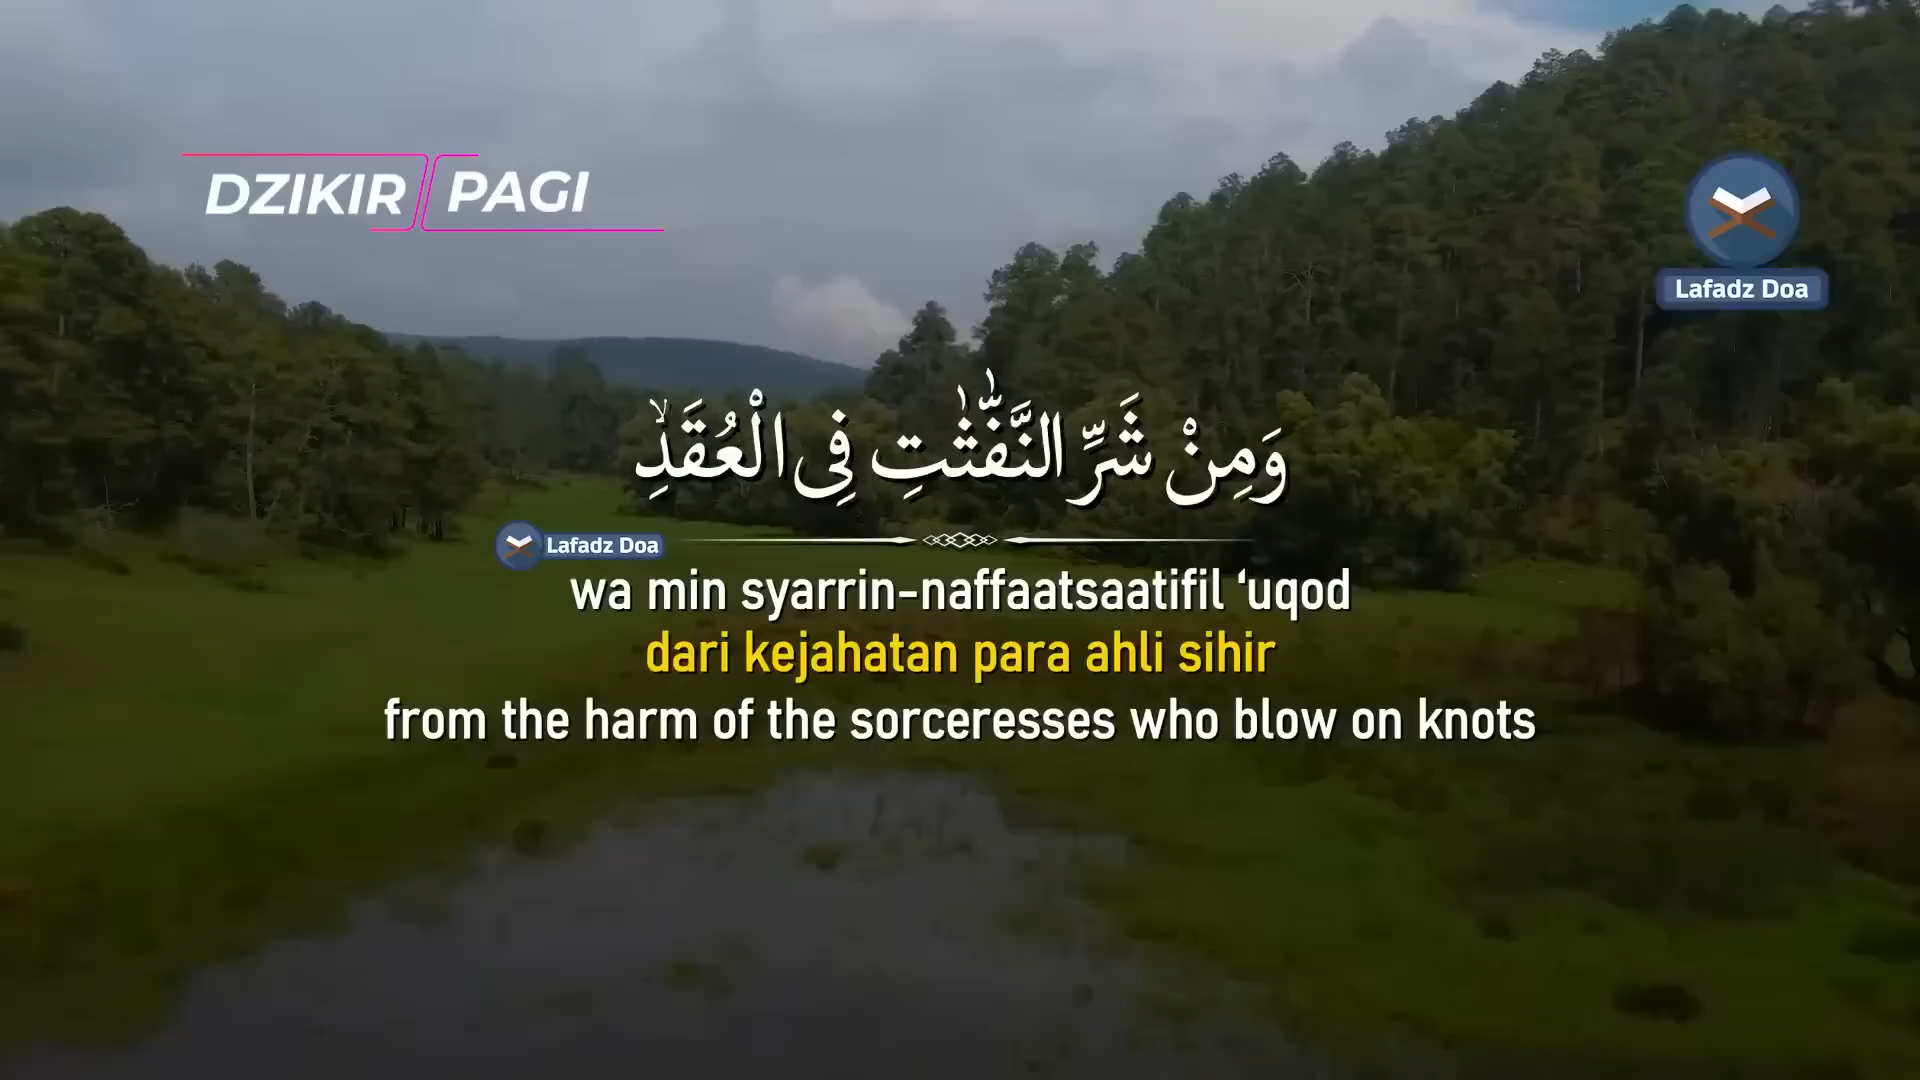 DZIKIR PAGI
Lafadz Doa
وَمِنْ شَرِّ النَّفّٰثٰتِ فِى الْعُقَدِۙ
Lafadz Doa
wa min syarrin-naffaatsaatifil ‘uqod
dari kejahatan para ahli sihir
from the harm of the sorceresses who blow on knots